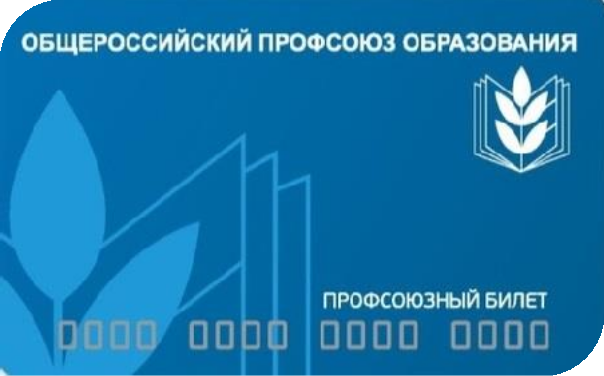 ОБЩЕРОССИЙСКИЙ ПРОФСОЮЗ ОБРАЗОВАНИЯ
ПРОФСОЮЗНЫЙ БИЛЕТ
0000 0000 0000 0000